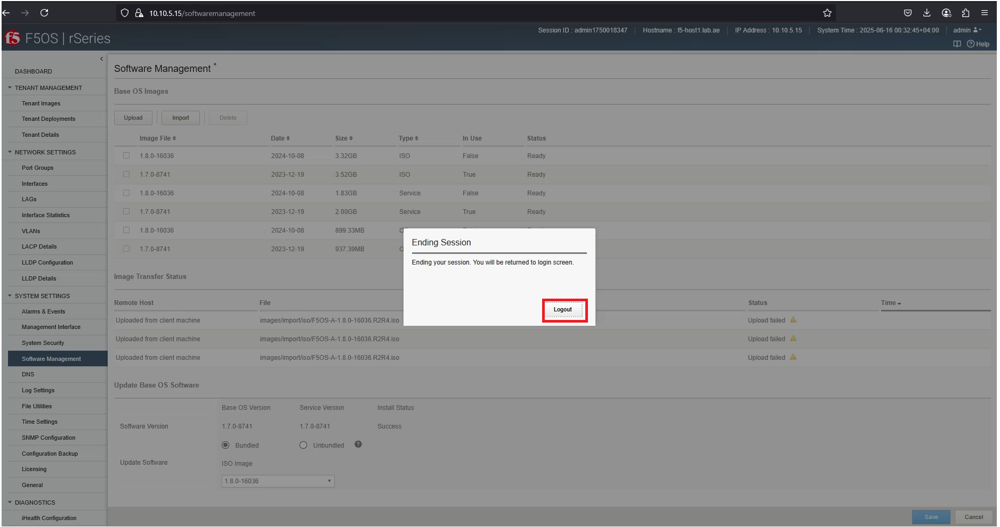 10.10.5.15/softwaremanagement
f5 F5OS | rSeries
Session ID : admin1750018347 Hostname : f5-host1.lab.ae IP Address : 10.10.5.15 System Time : 2025-06-16 00:32:45+04:00 admin
Help
DASHBOARD
TENANT MANAGEMENT
Tenant Images
Tenant Deployments
Tenant Details
NETWORK SETTINGS
Port Groups
Interfaces
LAGs
Interface Statistics
VLANs
LACP Details
LLDP Configuration
LLDP Details
SYSTEM SETTINGS
Alarms & Events
Management Interface
System Security
Software Management
DNS
Log Settings
File Utilities
Time Settings
SNMP Configuration
Configuration Backup
Licensing
General
DIAGNOSTICS
iHealth Configuration
Software Management *
Base OS Images
Upload Import Delete
Image File Date Size Type In Use Status
1.8.0-16036 2024-10-08 3.32GB ISO False Ready
1.7.0-8741 2023-12-19 3.52GB ISO True Ready
1.8.0-16036 2024-10-08 1.83GB Service False Ready
1.7.0-8741 2023-12-19 2.00GB Service True Ready
1.8.0-16036 2024-10-08 899.33MB
1.7.0-8741 2023-12-19 937.39MB
Ending Session
Ending your session. You will be returned to login screen.
Logout
Image Transfer Status
Remote Host File Status Time
Uploaded from client machine images/import/iso/F5OS-A-1.8.0-16036.R2R4.iso Upload failed
Uploaded from client machine images/import/iso/F5OS-A-1.8.0-16036.R2R4.iso Upload failed
Uploaded from client machine images/import/iso/F5OS-A-1.8.0-16036.R2R4.iso Upload failed
Update Base OS Software
Base OS Version Service Version Install Status
Software Version 1.7.0-8741 1.7.0-8741 Success
Bundled Unbundled
Update Software ISO Image
1.8.0-16036
Save Cancel